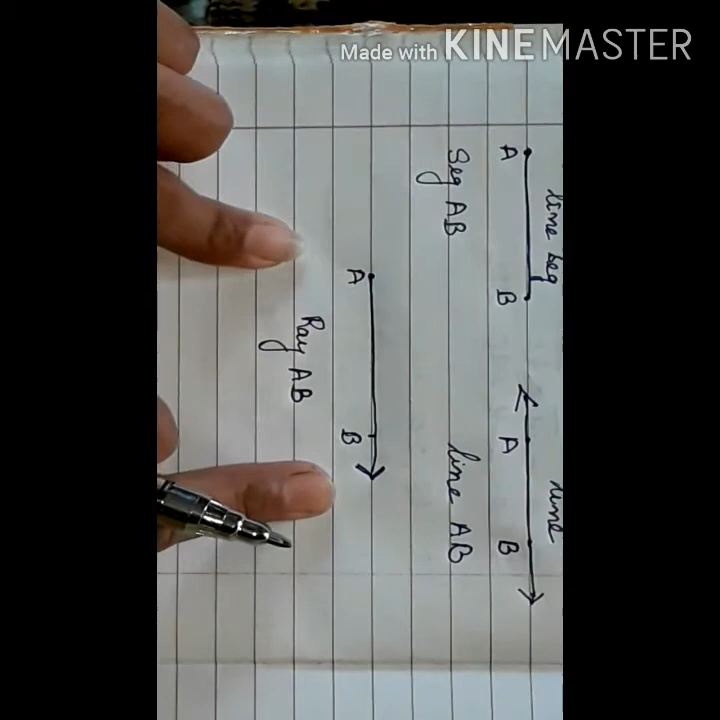 Made with KINEMASTER
line seg line
A B A B
Seg AB line AB
A B
Ray AB